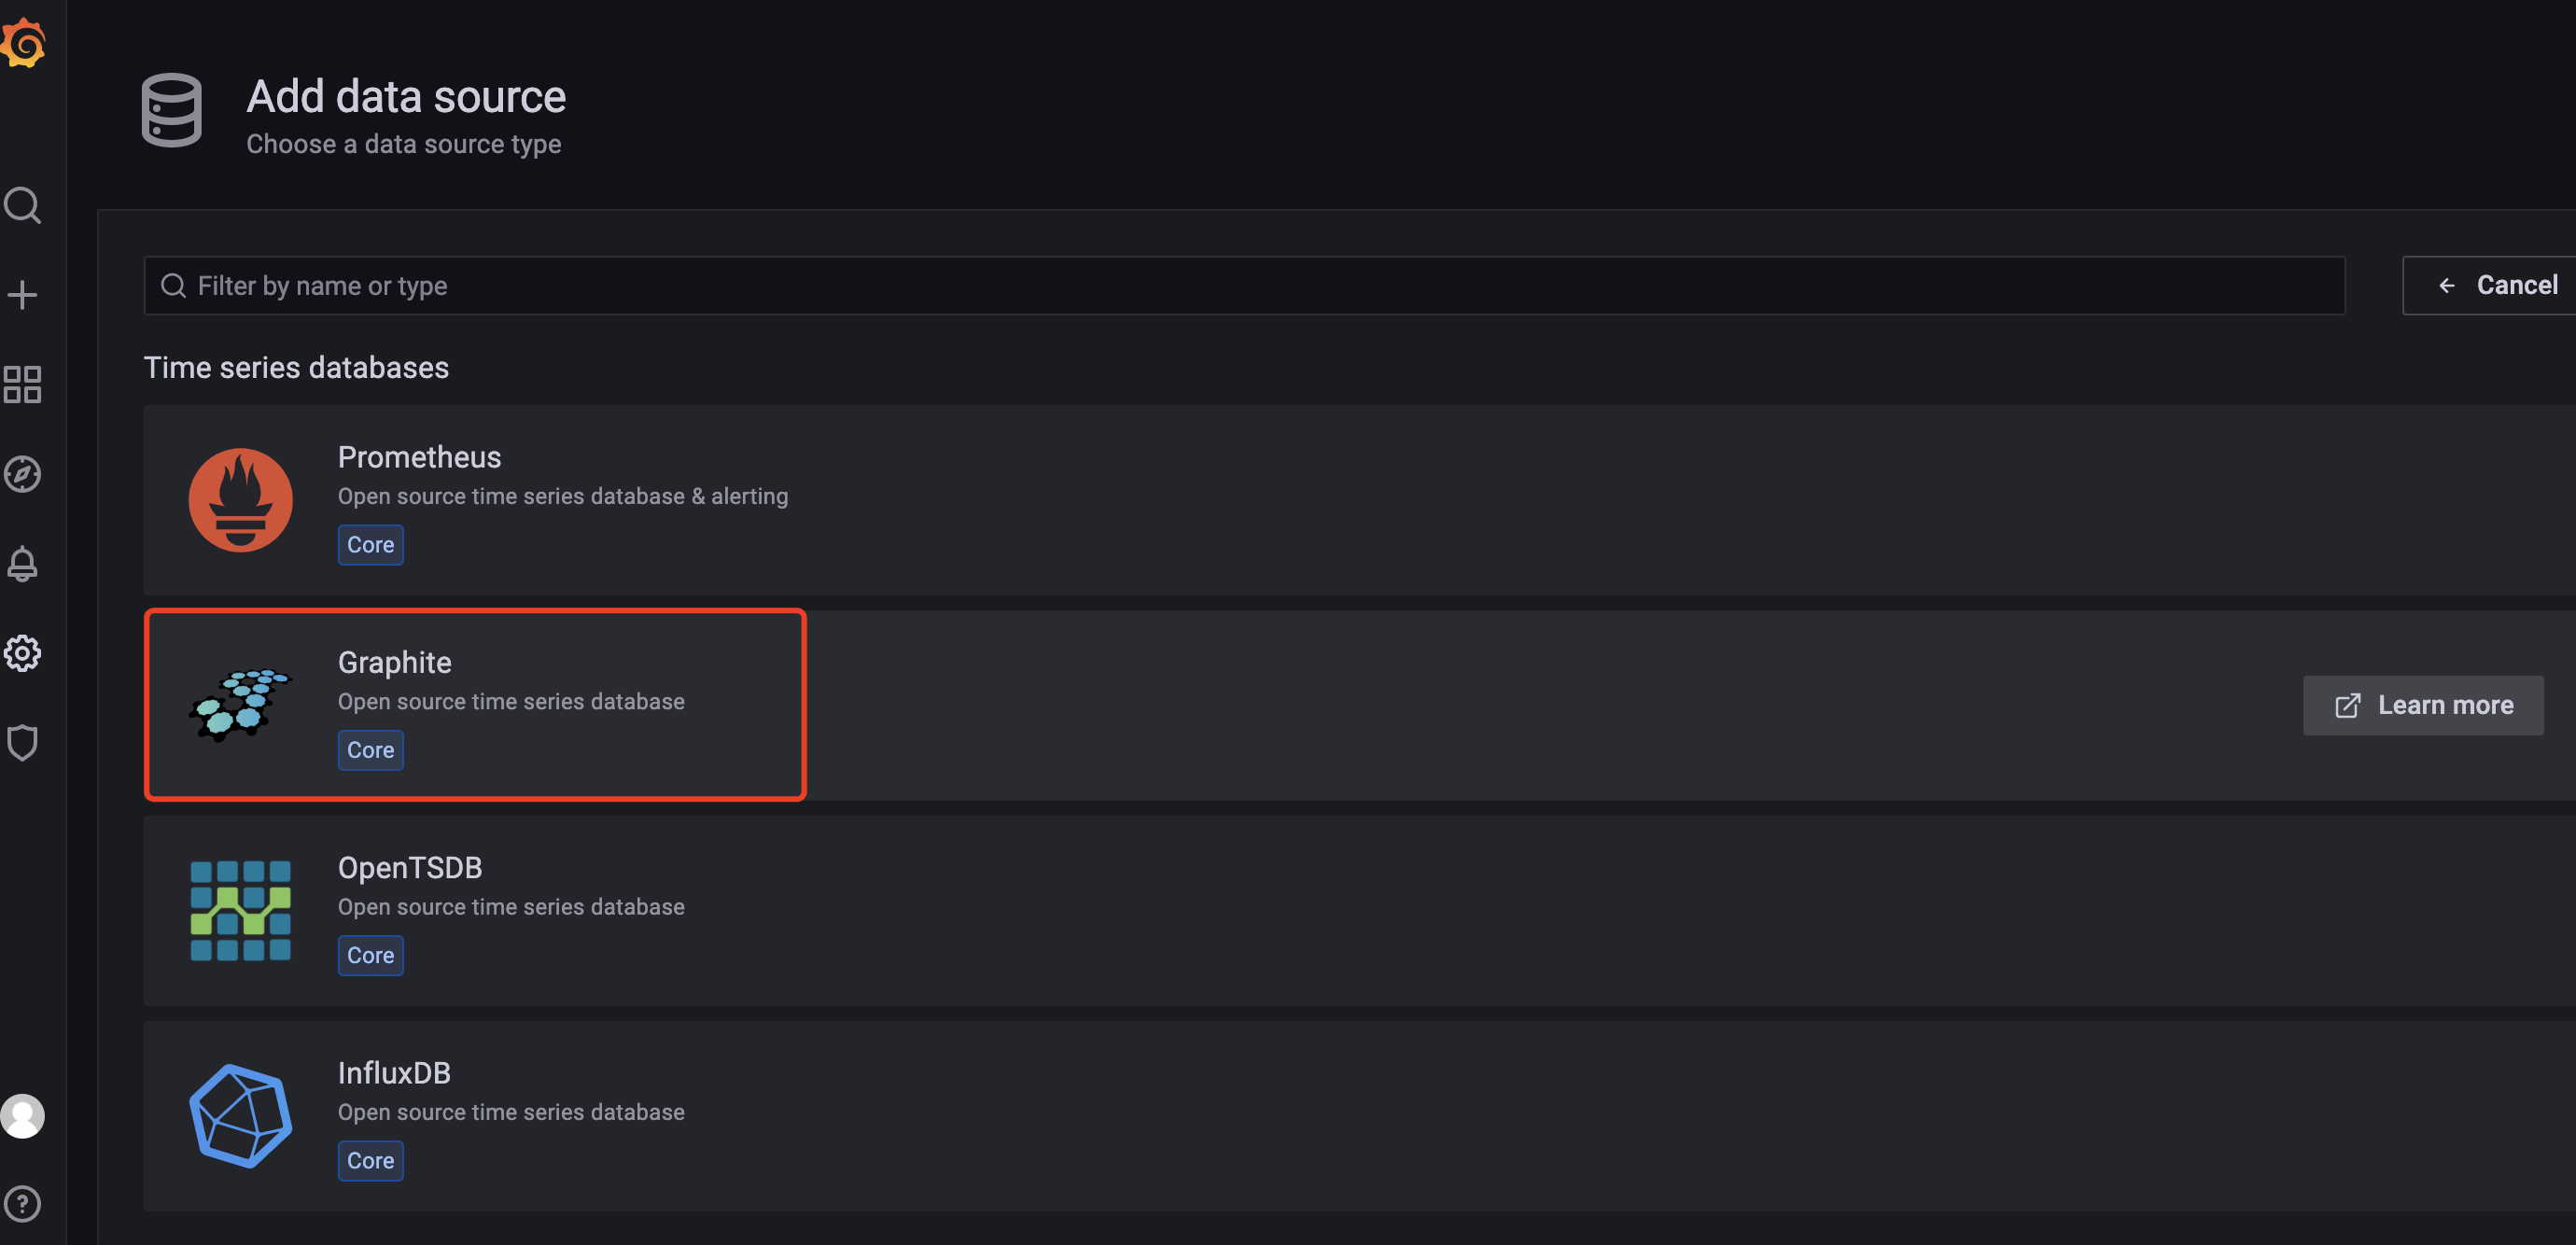 Add data source
Choose a data source type
Filter by name or type
Cancel
Time series databases
Prometheus
Open source time series database & alerting
Core
Graphite
Open source time series database
Core
Learn more
OpenTSDB
Open source time series database
Core
InfluxDB
Open source time series database
Core